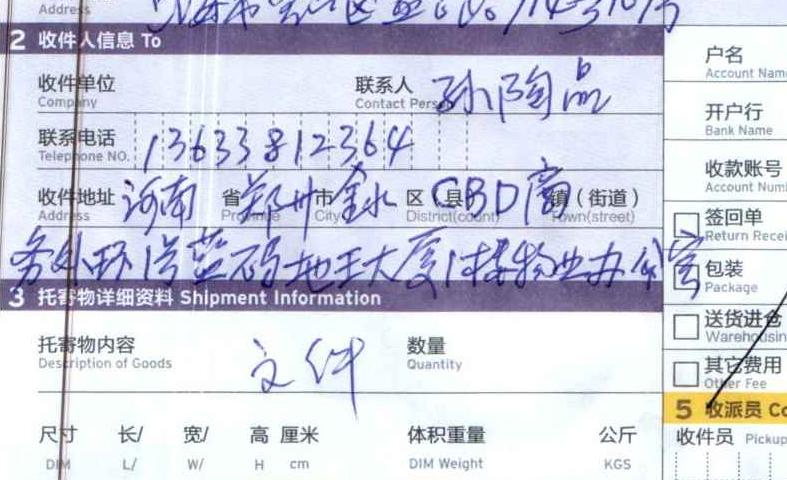 Address
2 收件人信息 To
收件单位 Company
联系人 Contact Person 孙陶品
联系电话 Telephone NO. 13633812364
收件地址 Address 河南 省 Province 郑州 市 City 金水 区(县) District(count) CBD商 镇(街道) Town(street)
务外环1号蓝码地王大厦1楼物业办公室
3 托寄物详细资料 Shipment Information
托寄物内容 Description of Goods 文件
数量 Quantity
尺寸 DIM 长/ L/ 宽/ W/ 高 H 厘米 cm 体积重量 DIM Weight 公斤 KGS
户名 Account Name
开户行 Bank Name
收款账号 Account Num
签回单 Return Recei
包装 Package
送货进仓 Warehousin
其它费用 Other Fee
5 收派员 Co
收件员 Pickup